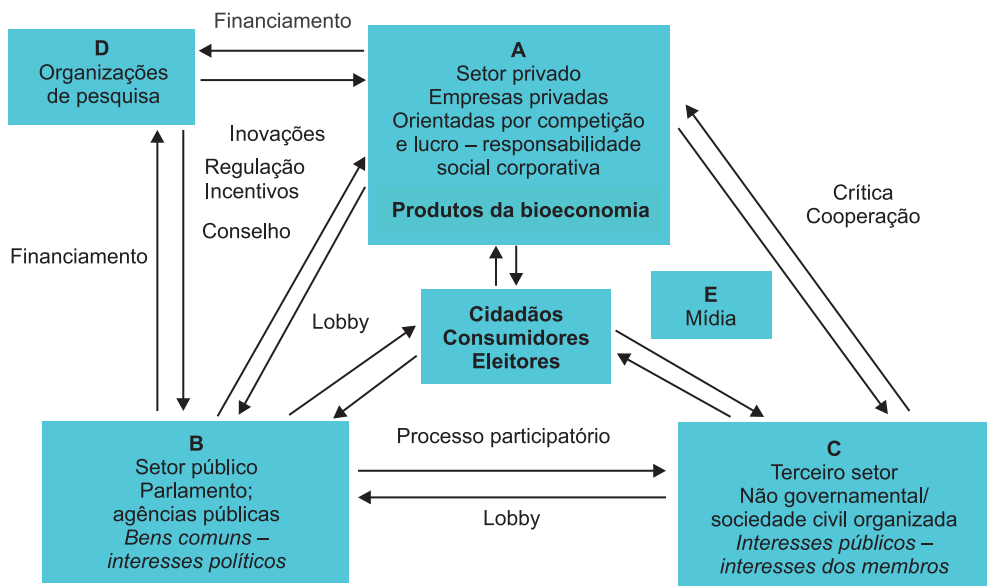 Financiamento
D
Organizações
de pesquisa
A
Setor privado
Empresas privadas
Orientadas por competição
e lucro – responsabilidade
social corporativa
Produtos da bioeconomia
Inovações
Regulação
Incentivos
Conselho
Financiamento
Crítica
Cooperação
Lobby
Cidadãos
Consumidores
Eleitores
E
Mídia
B
Setor público
Parlamento;
agências públicas
Bens comuns –
interesses políticos
Processo participatório
Lobby
C
Terceiro setor
Não governamental/
sociedade civil organizada
Interesses públicos –
interesses dos membros